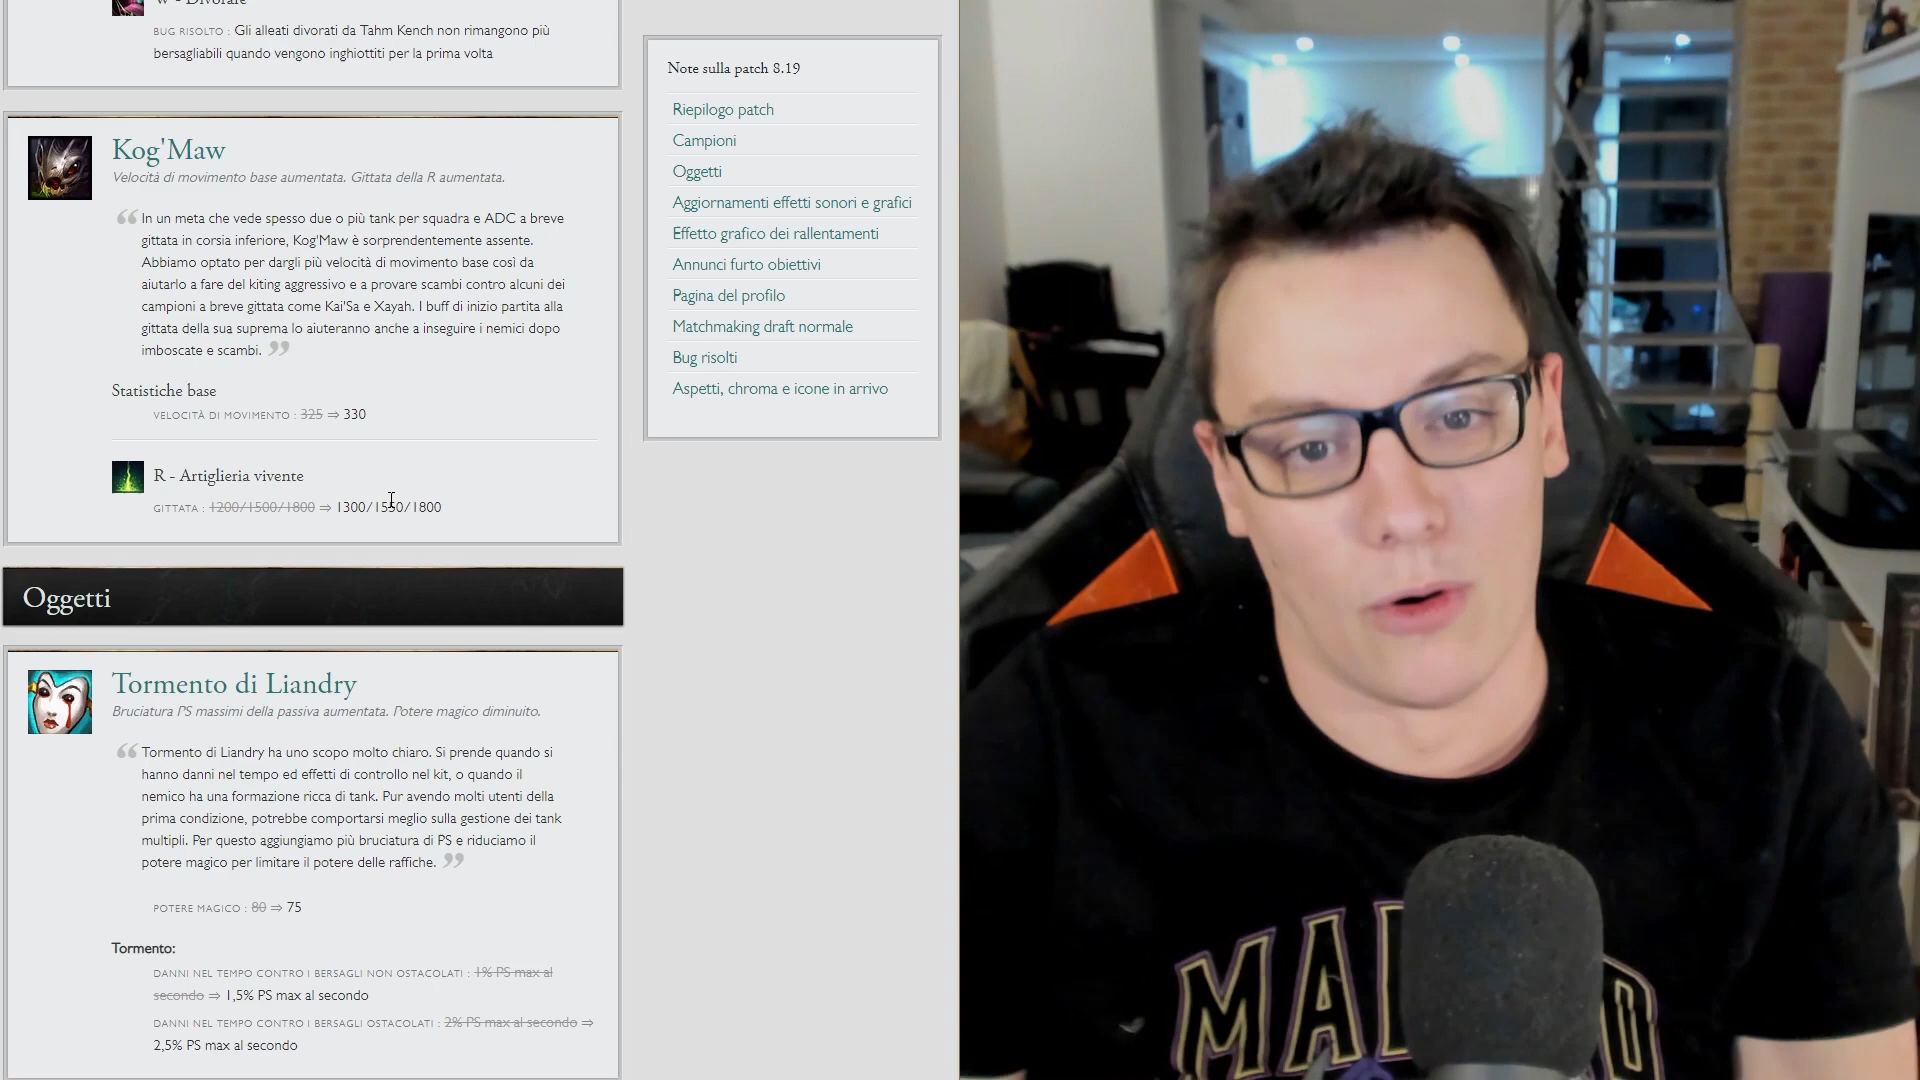 W - Divorare
BUG RISOLTO : Gli alleati divorati da Tahm Kench non rimangono più
bersagliabili quando vengono inghiottiti per la prima volta
Kog'Maw
Velocità di movimento base aumentata. Gittata della R aumentata.
“ In un meta che vede spesso due o più tank per squadra e ADC a breve
gittata in corsia inferiore, Kog'Maw è sorprendentemente assente.
Abbiamo optato per dargli più velocità di movimento base così da
aiutarlo a fare del kiting aggressivo e a provare scambi contro alcuni dei
campioni a breve gittata come Kai'Sa e Xayah. I buff di inizio partita alla
gittata della sua suprema lo aiuteranno anche a inseguire i nemici dopo
imboscate e scambi. ”
Statistiche base
VELOCITÀ DI MOVIMENTO : 325 ⇒ 330
R - Artiglieria vivente
GITTATA : 1200/1500/1800 ⇒ 1300/1550/1800
Oggetti
Tormento di Liandry
Bruciatura PS massimi della passiva aumentata. Potere magico diminuito.
“ Tormento di Liandry ha uno scopo molto chiaro. Si prende quando si
hanno danni nel tempo ed effetti di controllo nel kit, o quando il
nemico ha una formazione ricca di tank. Pur avendo molti utenti della
prima condizione, potrebbe comportarsi meglio sulla gestione dei tank
multipli. Per questo aggiungiamo più bruciatura di PS e riduciamo il
potere magico per limitare il potere delle raffiche. ”
POTERE MAGICO : 80 ⇒ 75
Tormento:
DANNI NEL TEMPO CONTRO I BERSAGLI NON OSTACOLATI : 1% PS max al
secondo ⇒ 1,5% PS max al secondo
DANNI NEL TEMPO CONTRO I BERSAGLI OSTACOLATI : 2% PS max al secondo ⇒
2,5% PS max al secondo
Note sulla patch 8.19
Riepilogo patch
Campioni
Oggetti
Aggiornamenti effetti sonori e grafici
Effetto grafico dei rallentamenti
Annunci furto obiettivi
Pagina del profilo
Matchmaking draft normale
Bug risolti
Aspetti, chroma e icone in arrivo